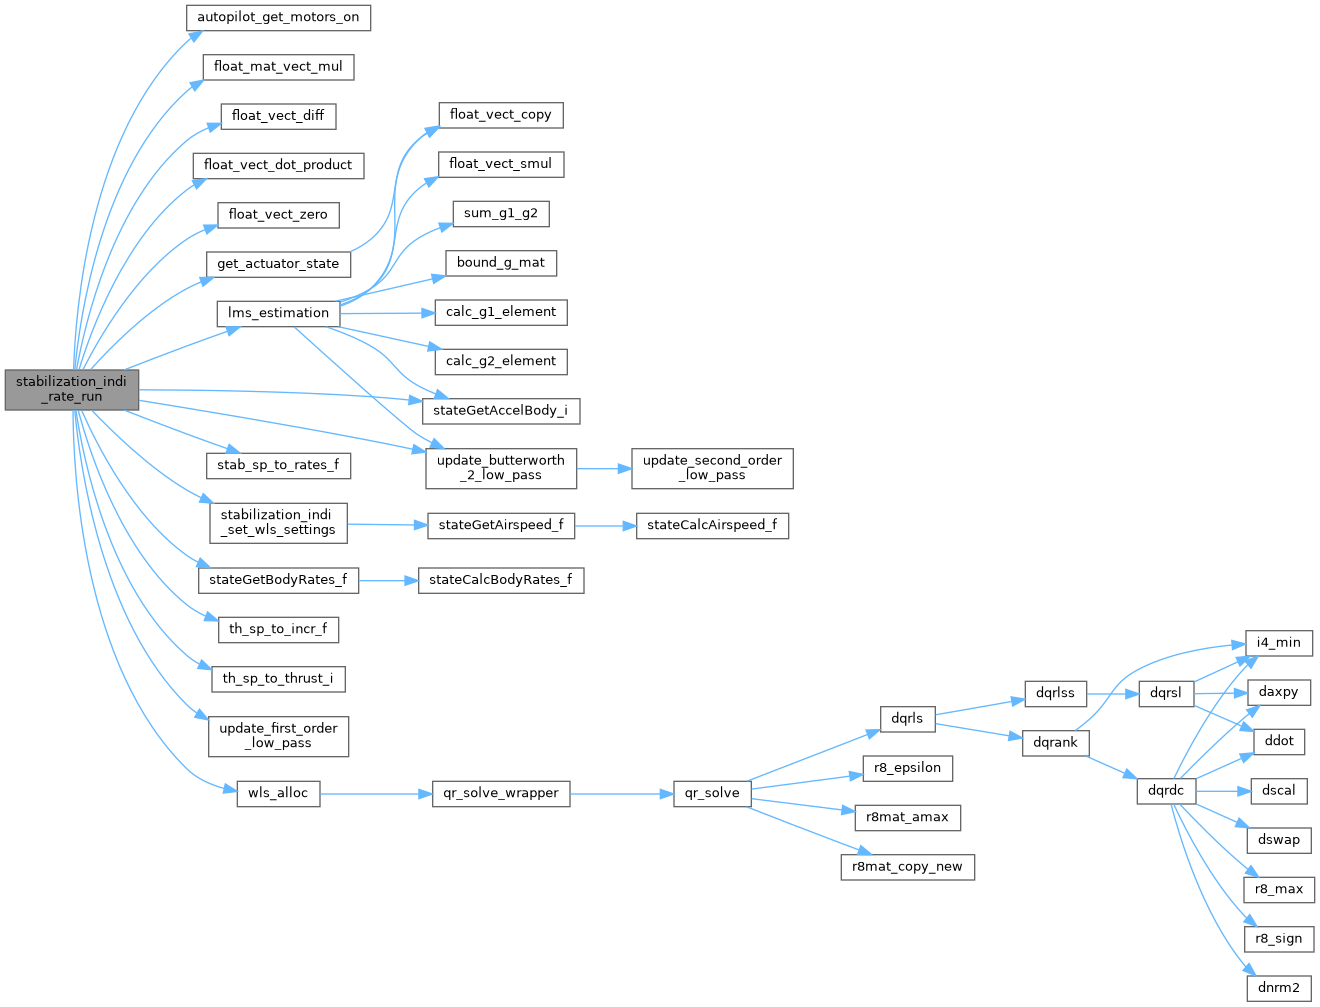 autopilot_get_motors_on
float_mat_vect_mul
float_vect_diff
float_vect_dot_product
float_vect_zero
get_actuator_state
lms_estimation
stabilization_indi
_rate_run
stab_sp_to_rates_f
stabilization_indi
_set_wls_settings
stateGetBodyRates_f
th_sp_to_incr_f
th_sp_to_thrust_i
update_first_order
_low_pass
wls_alloc
float_vect_copy
float_vect_smul
sum_g1_g2
bound_g_mat
calc_g1_element
calc_g2_element
stateGetAccelBody_i
update_butterworth
_2_low_pass
stateGetAirspeed_f
stateCalcBodyRates_f
qr_solve_wrapper
update_second_order
_low_pass
stateCalcAirspeed_f
qr_solve
dqrls
r8_epsilon
r8mat_amax
r8mat_copy_new
dqrlss
dqrank
dqrsl
dqrdc
i4_min
daxpy
ddot
dscal
dswap
r8_max
r8_sign
dnrm2